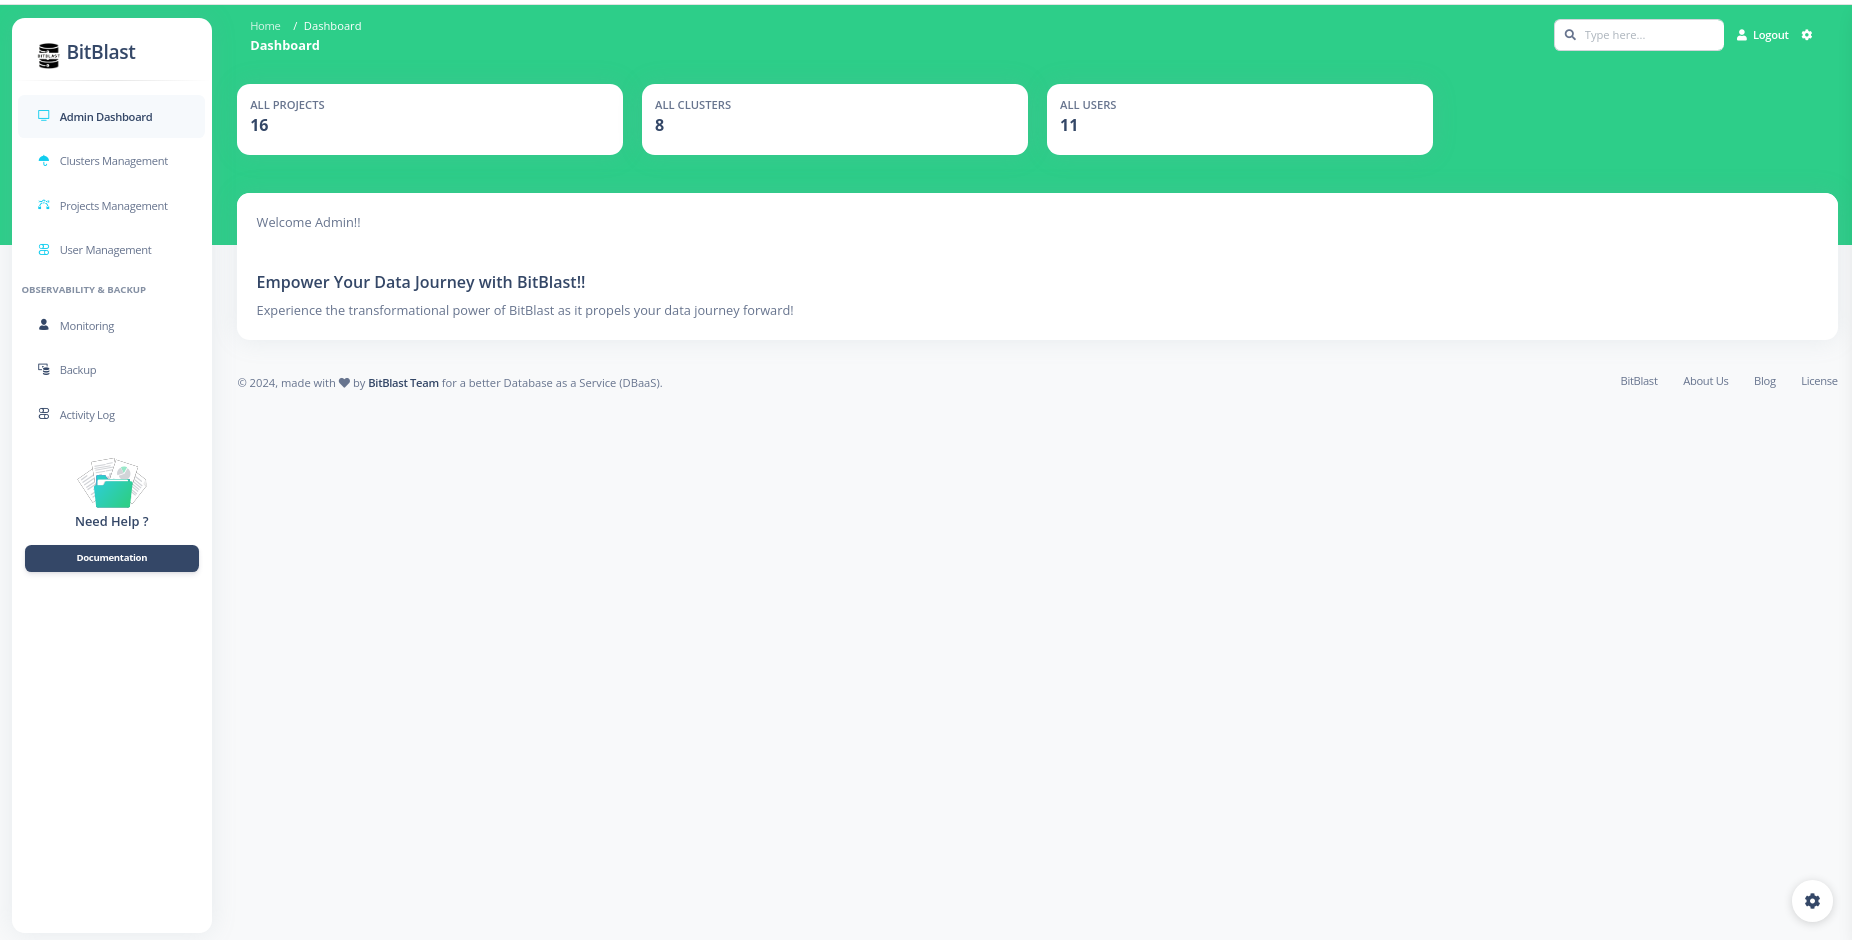 BitBlast
Admin Dashboard
Clusters Management
Projects Management
User Management
OBSERVABILITY & BACKUP
Monitoring
Backup
Activity Log
Need Help ?
Documentation
Home / Dashboard
Dashboard
Type here...
Logout
ALL PROJECTS
16
ALL CLUSTERS
8
ALL USERS
11
Welcome Admin!!
Empower Your Data Journey with BitBlast!!
Experience the transformational power of BitBlast as it propels your data journey forward!
© 2024, made with by BitBlast Team for a better Database as a Service (DBaaS).
BitBlast About Us Blog License